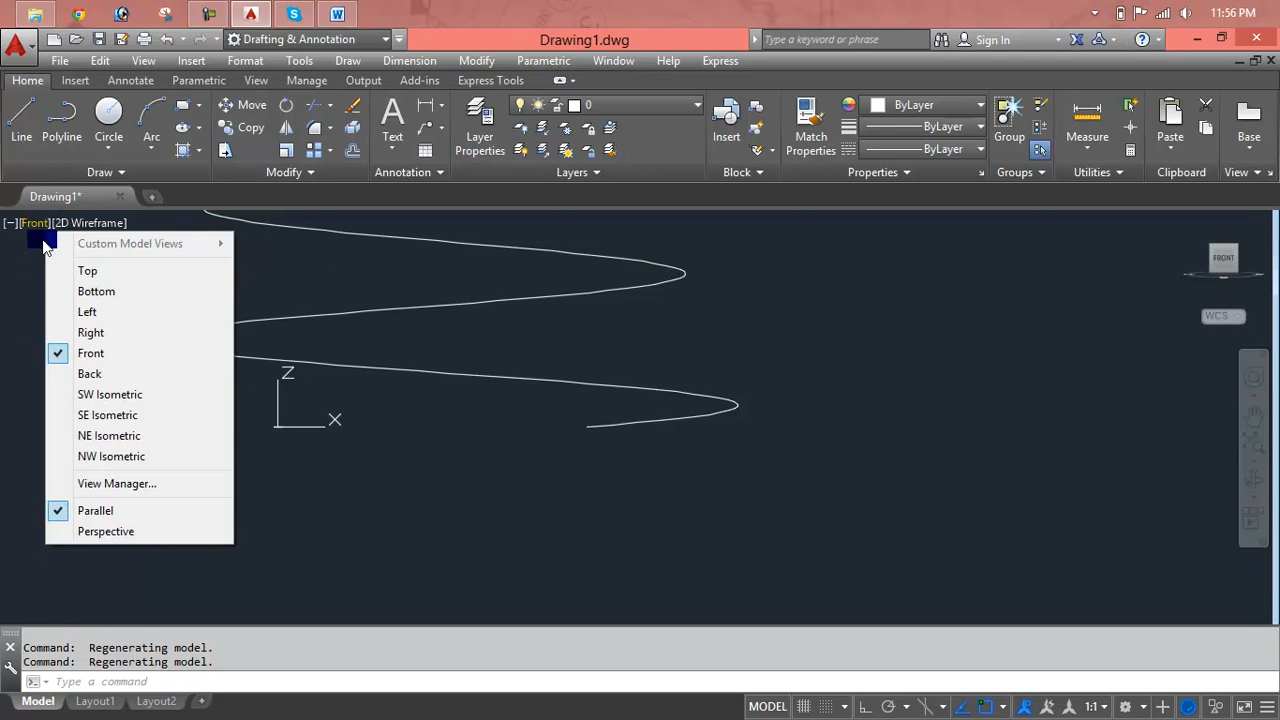 11:56 PM
Drafting & Annotation
Drawing1.dwg
Type a keyword or phrase
Sign In
File Edit View Insert Format Tools Draw Dimension Modify Parametric Window Help Express
Home Insert Annotate Parametric View Manage Output Add-ins Express Tools
Line
Polyline
Circle
Arc
Move
Copy
Text
Layer
Properties
0
Insert
Match
Properties
ByLayer
ByLayer
ByLayer
Group
Measure
Paste
Base
Draw
Modify
Annotation
Layers
Block
Properties
Groups
Utilities
Clipboard
View
Drawing1*
[−][Front][2D Wireframe]
Custom Model Views
Top
Bottom
Left
Right
Front
Back
SW Isometric
SE Isometric
NE Isometric
NW Isometric
View Manager...
Parallel
Perspective
Z
X
FRONT
WCS
Command: Regenerating model.
Command: Regenerating model.
Type a command
Model Layout1 Layout2
MODEL
1:1